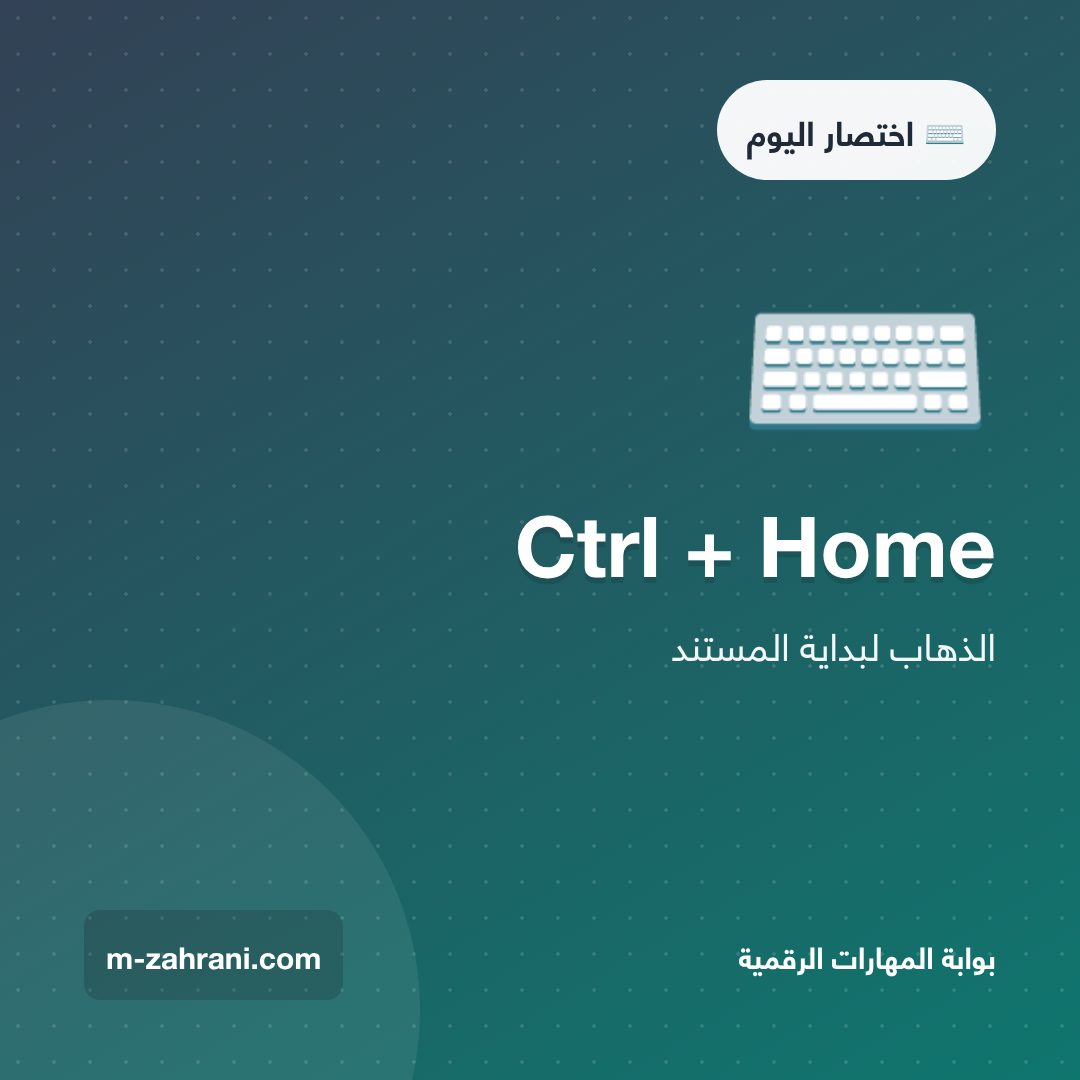 اختصار اليوم
Ctrl + Home
الذهاب لبداية المستند
بوابة المهارات الرقمية
m-zahrani.com